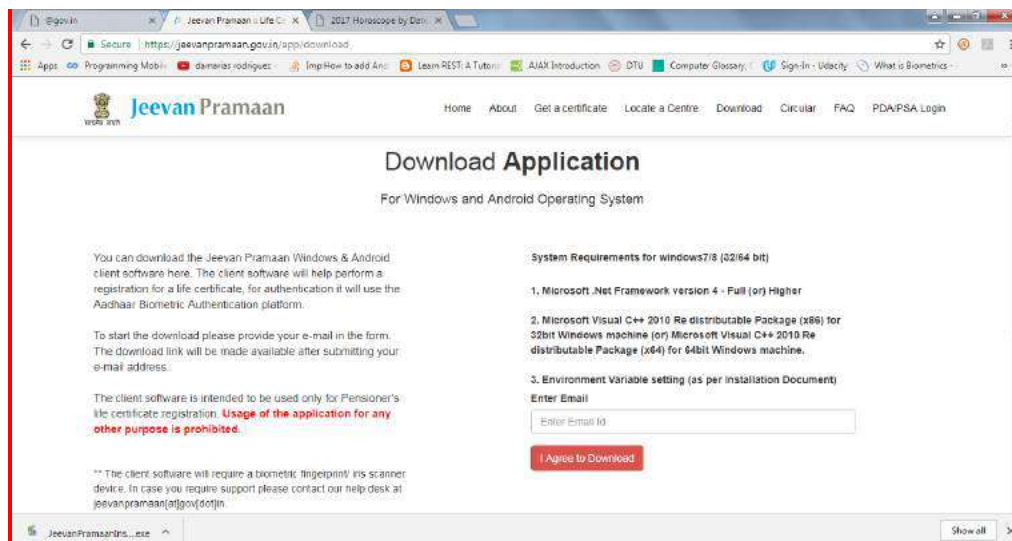 @gov.in
Jeevan Pramaan :: Life Ce
2017 Horoscope by Date
Secure https://jeevanpramaan.gov.in/app/download
Apps Programming Mobil damarias rodriguez - Imp:How to add And Learn REST: A Tutori AJAX Introduction DTU Computer Glossary, C Sign-In - Udacity What is Biometrics -
Jeevan Pramaan
Home About Get a certificate Locate a Centre Download Circular FAQ PDA/PSA Login
Download Application
For Windows and Android Operating System
You can download the Jeevan Pramaan Windows & Android
client software here. The client software will help perform a
registration for a life certificate, for authentication it will use the
Aadhaar Biometric Authentication platform.
To start the download please provide your e-mail in the form.
The download link will be made available after submitting your
e-mail address.
The client software is intended to be used only for Pensioner's
life certificate registration. Usage of the application for any
other purpose is prohibited.
** The client software will require a biometric fingerprint/ iris scanner
device. In case you require support please contact our help desk at
jeevanpramaan[at]gov[dot]in
System Requirements for windows7/8 (32/64 bit)
1. Microsoft .Net Framework version 4 - Full (or) Higher
2. Microsoft Visual C++ 2010 Re distributable Package (x86) for
32bit Windows machine (or) Microsoft Visual C++ 2010 Re
distributable Package (x64) for 64bit Windows machine.
3. Environment Variable setting (as per Installation Document)
Enter Email
Enter Email Id
I Agree to Download
JeevanPramaanIns....exe
Show all